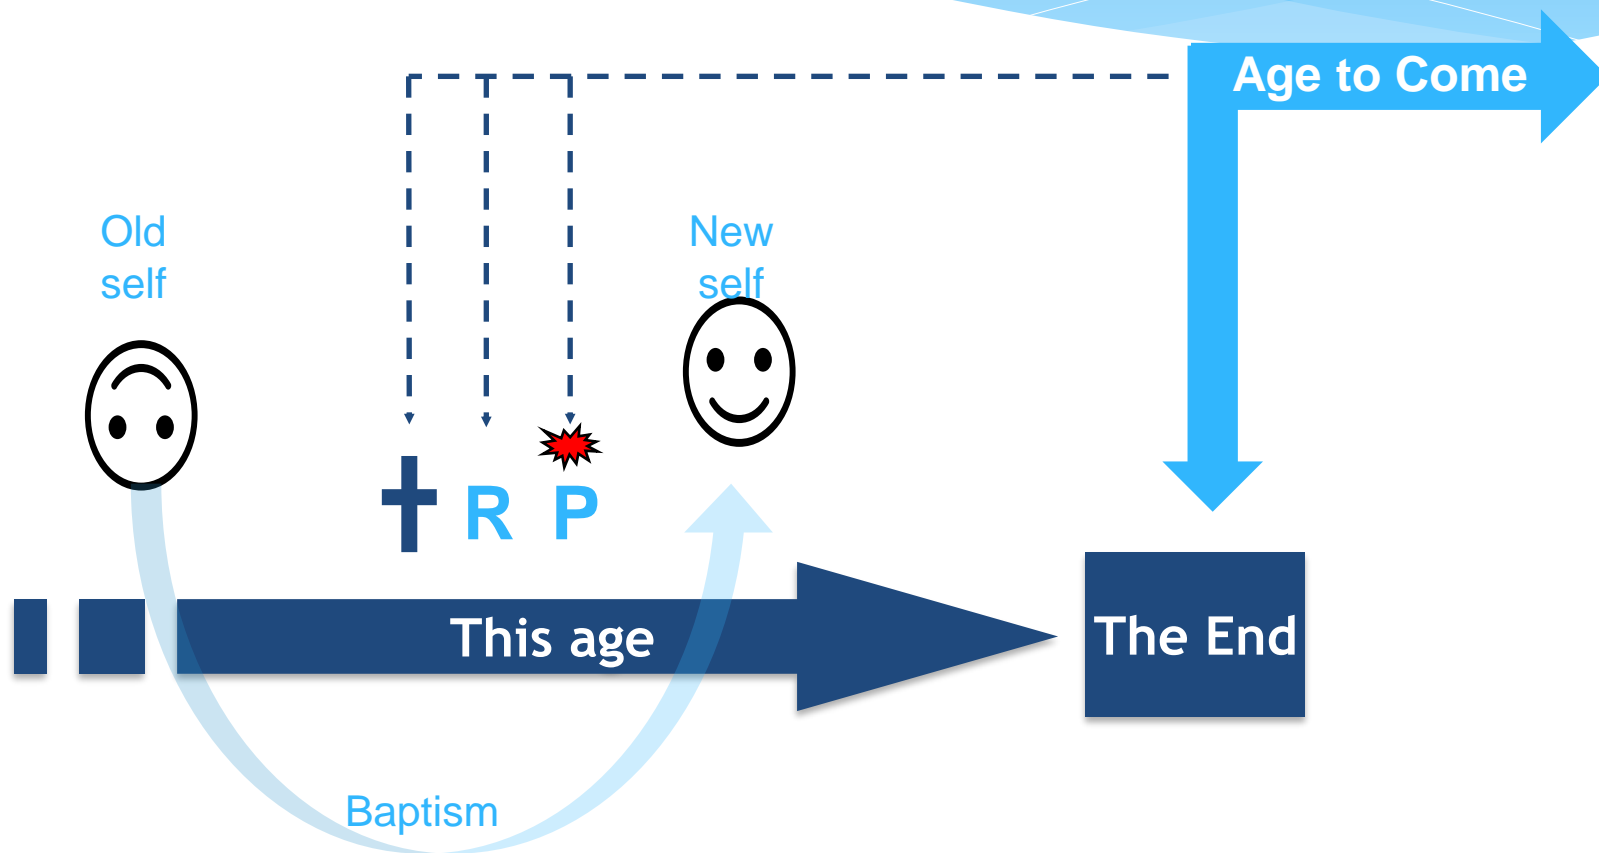 Age to Come
Old
self
New
self
R P
This age
The End
Baptism